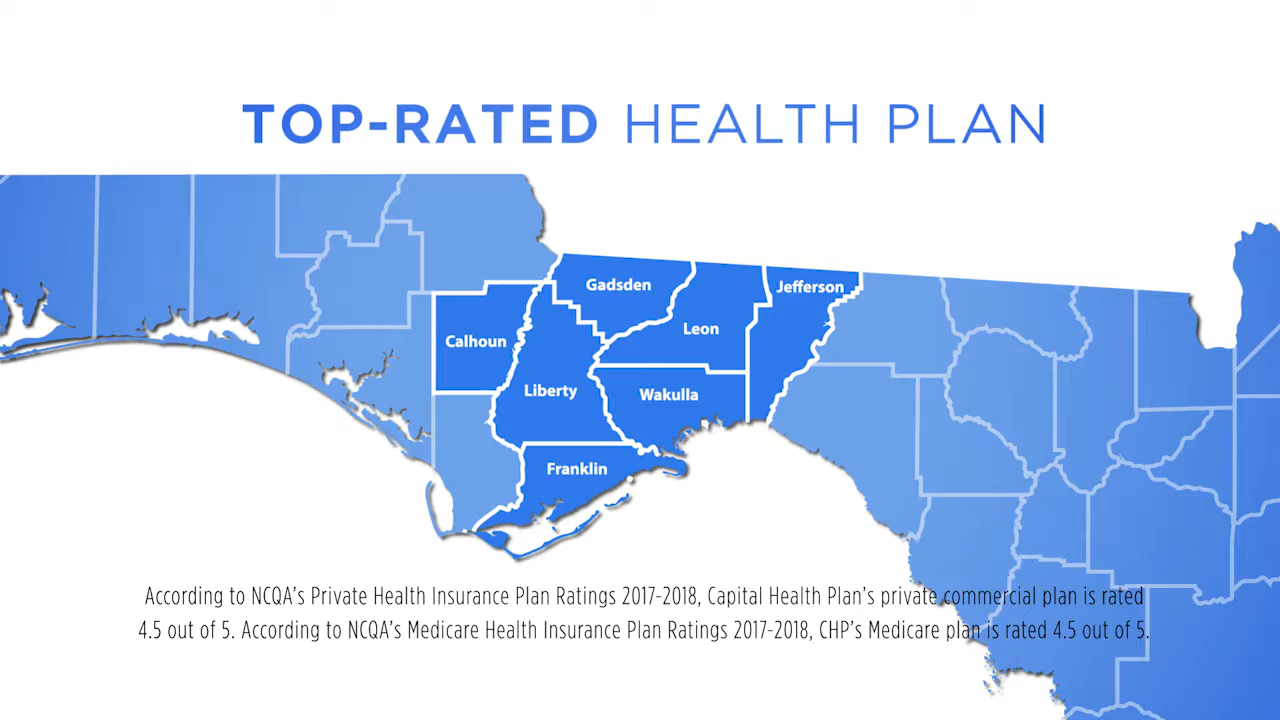 TOP-RATED HEALTH PLAN
Gadsden
Jefferson
Leon
Calhoun
Liberty
Wakulla
Franklin
According to NCQA's Private Health Insurance Plan Ratings 2017-2018, Capital Health Plan's private commercial plan is rated
4.5 out of 5. According to NCQA's Medicare Health Insurance Plan Ratings 2017-2018, CHP's Medicare plan is rated 4.5 out of 5.